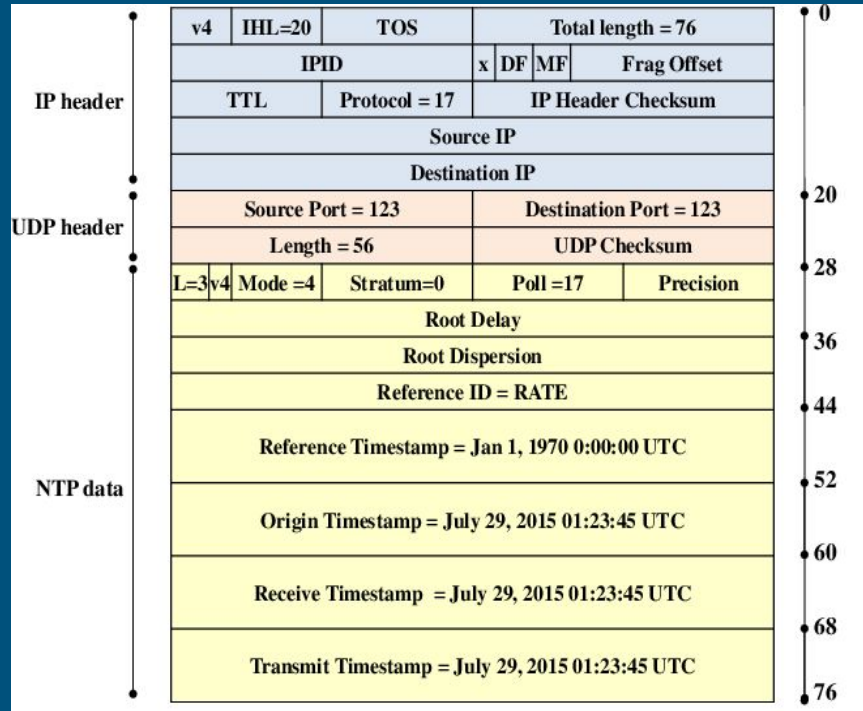 v4 IHL=20 TOS Total length = 76 0
IPID x DF MF Frag Offset
IP header TTL Protocol = 17 IP Header Checksum
Source IP
Destination IP
20
Source Port = 123 Destination Port = 123
UDP header
Length = 56 UDP Checksum
28
L=3 v4 Mode =4 Stratum=0 Poll =17 Precision
Root Delay
36
Root Dispersion
Reference ID = RATE
44
Reference Timestamp = Jan 1, 1970 0:00:00 UTC
NTP data 52
Origin Timestamp = July 29, 2015 01:23:45 UTC
60
Receive Timestamp = July 29, 2015 01:23:45 UTC
68
Transmit Timestamp = July 29, 2015 01:23:45 UTC
76